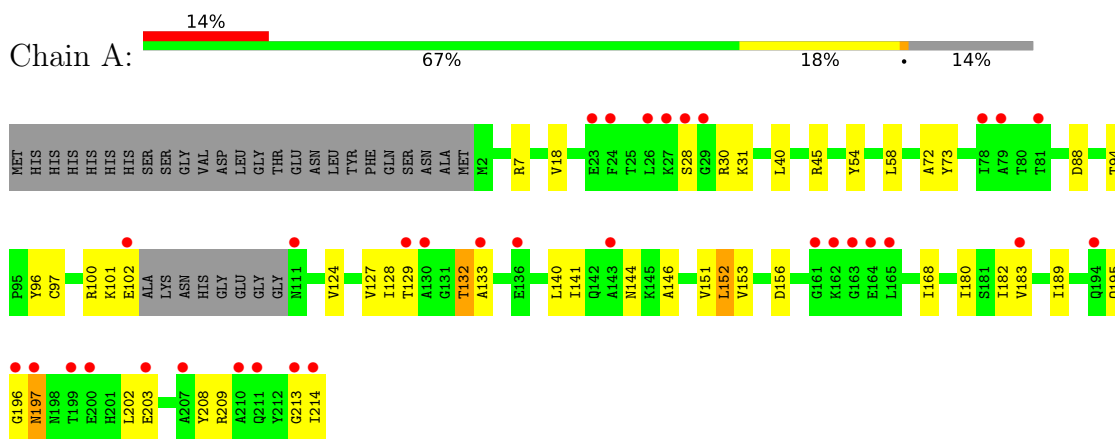 14%
Chain A:
67% 18% • 14%
MET HIS HIS HIS HIS HIS HIS SER SER GLY VAL ASP LEU GLY THR GLU ASN LEU TYR PHE GLN SER ASN ALA MET M2 R7 V18 E23 F24 T25 L26 K27 S28 G29 R30 K31 L40 R45 Y54 L58 A72 Y73 I78 A79 T80 T81 D88 T94
P95 Y96 C97 R100 K101 E102 ALA LYS ASN HIS GLY GLU GLY GLY N111 V124 V127 I128 T129 A130 G131 T132 A133 E136 L140 I141 Q142 A143 N144 K145 A146 V151 L152 V153 D156 G161 K162 G163 E164 L165 I168 I180 S181 I182 V183 I189 Q194
G196 N197 N198 T199 E200 H201 L202 E203 A207 Y208 R209 A210 Q211 Y212 G213 I214